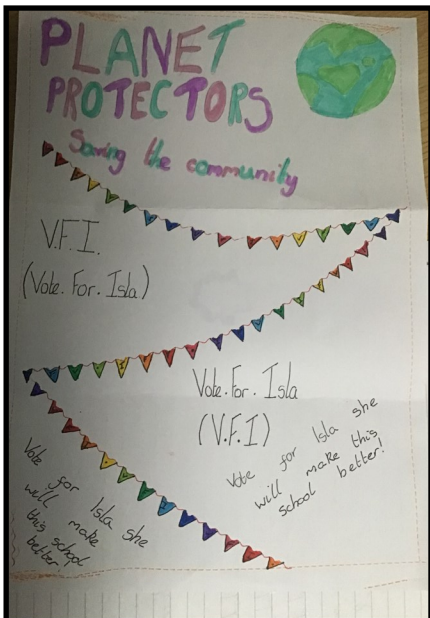 PLANET
PROTECTORS
Saving the community
V.F.I.
(Vote.For.Isla)
Vote.For.Isla
(V.F.I)
Vote for Isla she
will make this
school better!
Vote for Isla she
will make
this school
better!